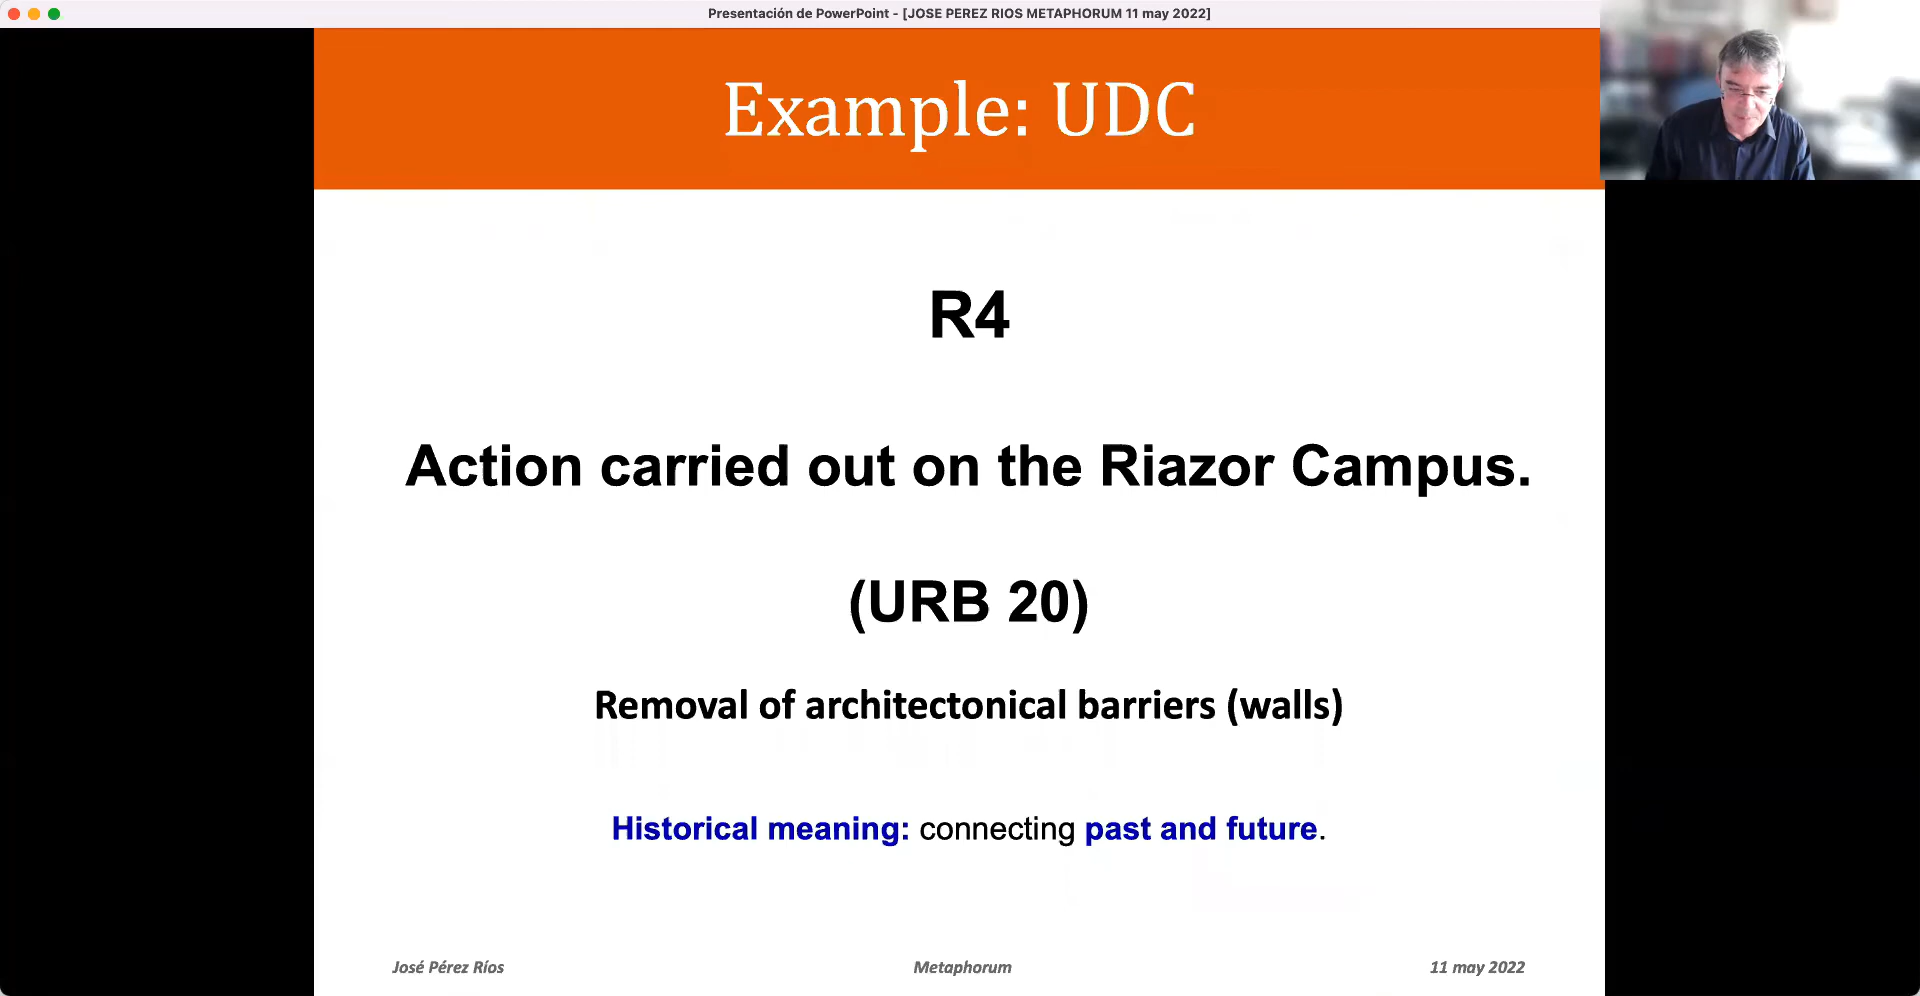 Presentación de PowerPoint - [JOSE PEREZ RIOS METAPHORUM 11 may 2022]
Example: UDC
R4
Action carried out on the Riazor Campus.
(URB 20)
Removal of architectonical barriers (walls)
Historical meaning: connecting past and future.
José Pérez Ríos
Metaphorum
11 may 2022